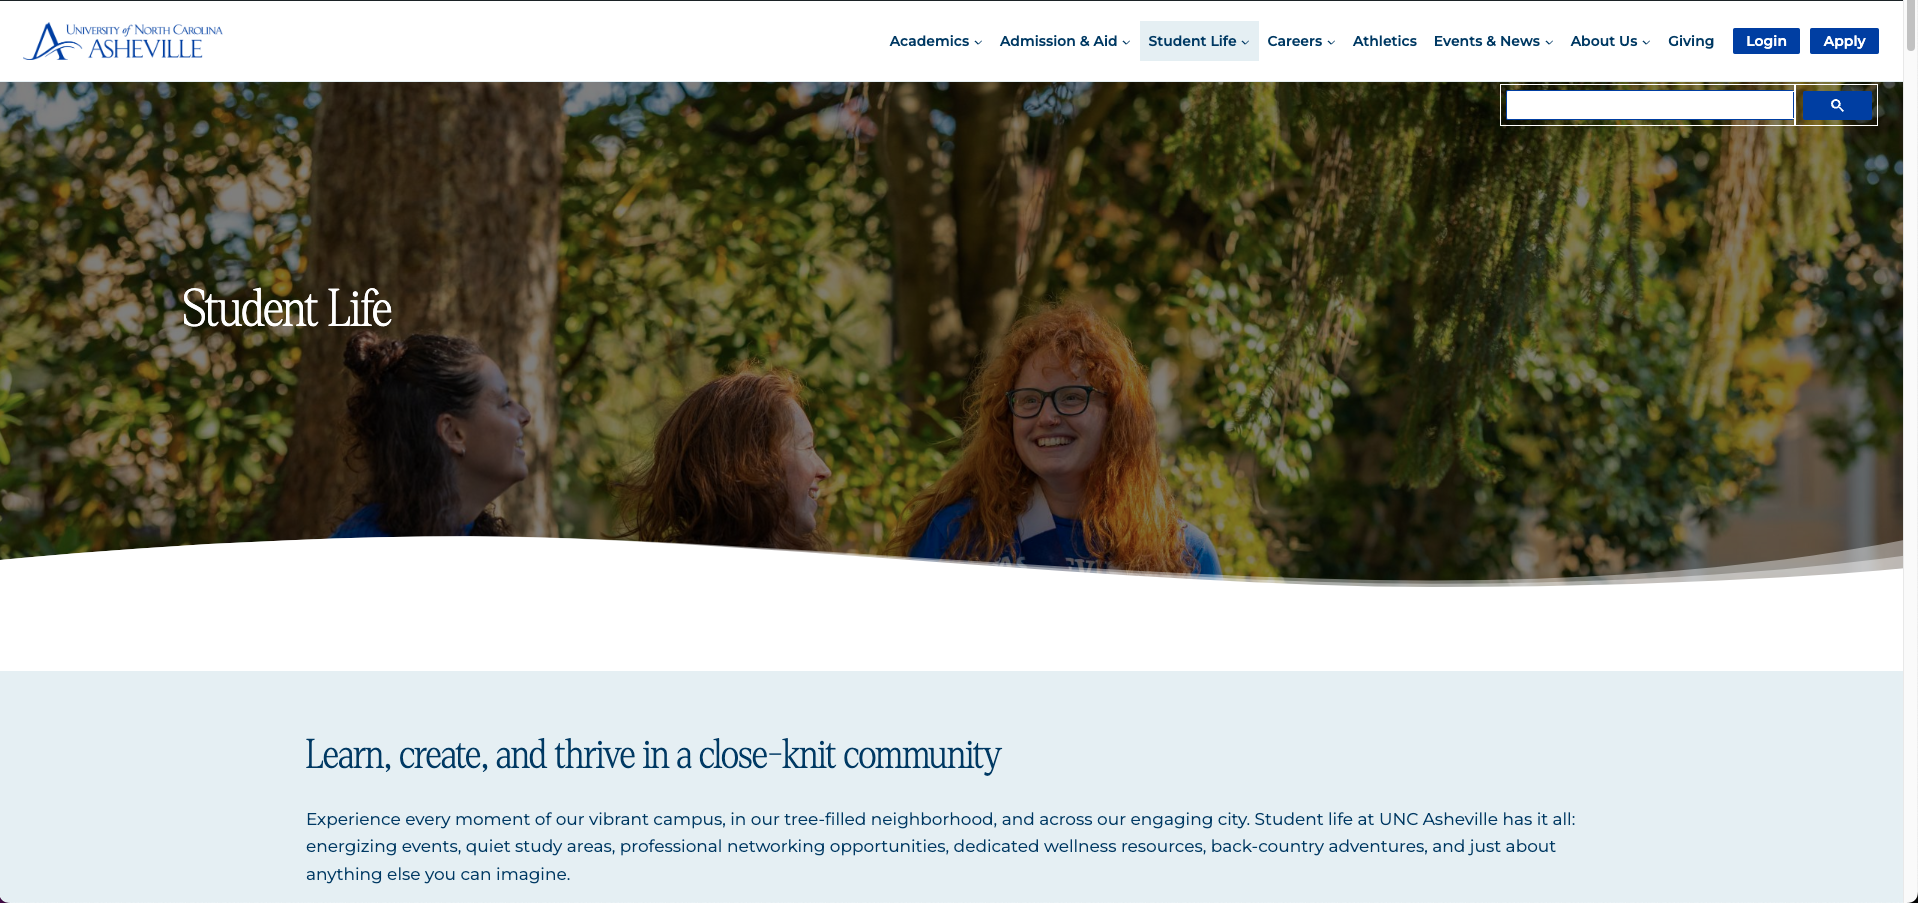 University of North Carolina
Asheville
Academics Admission & Aid Student Life Careers Athletics Events & News About Us Giving Login Apply
Student Life
Learn, create, and thrive in a close-knit community
Experience every moment of our vibrant campus, in our tree-filled neighborhood, and across our engaging city. Student life at UNC Asheville has it all:
energizing events, quiet study areas, professional networking opportunities, dedicated wellness resources, back-country adventures, and just about
anything else you can imagine.